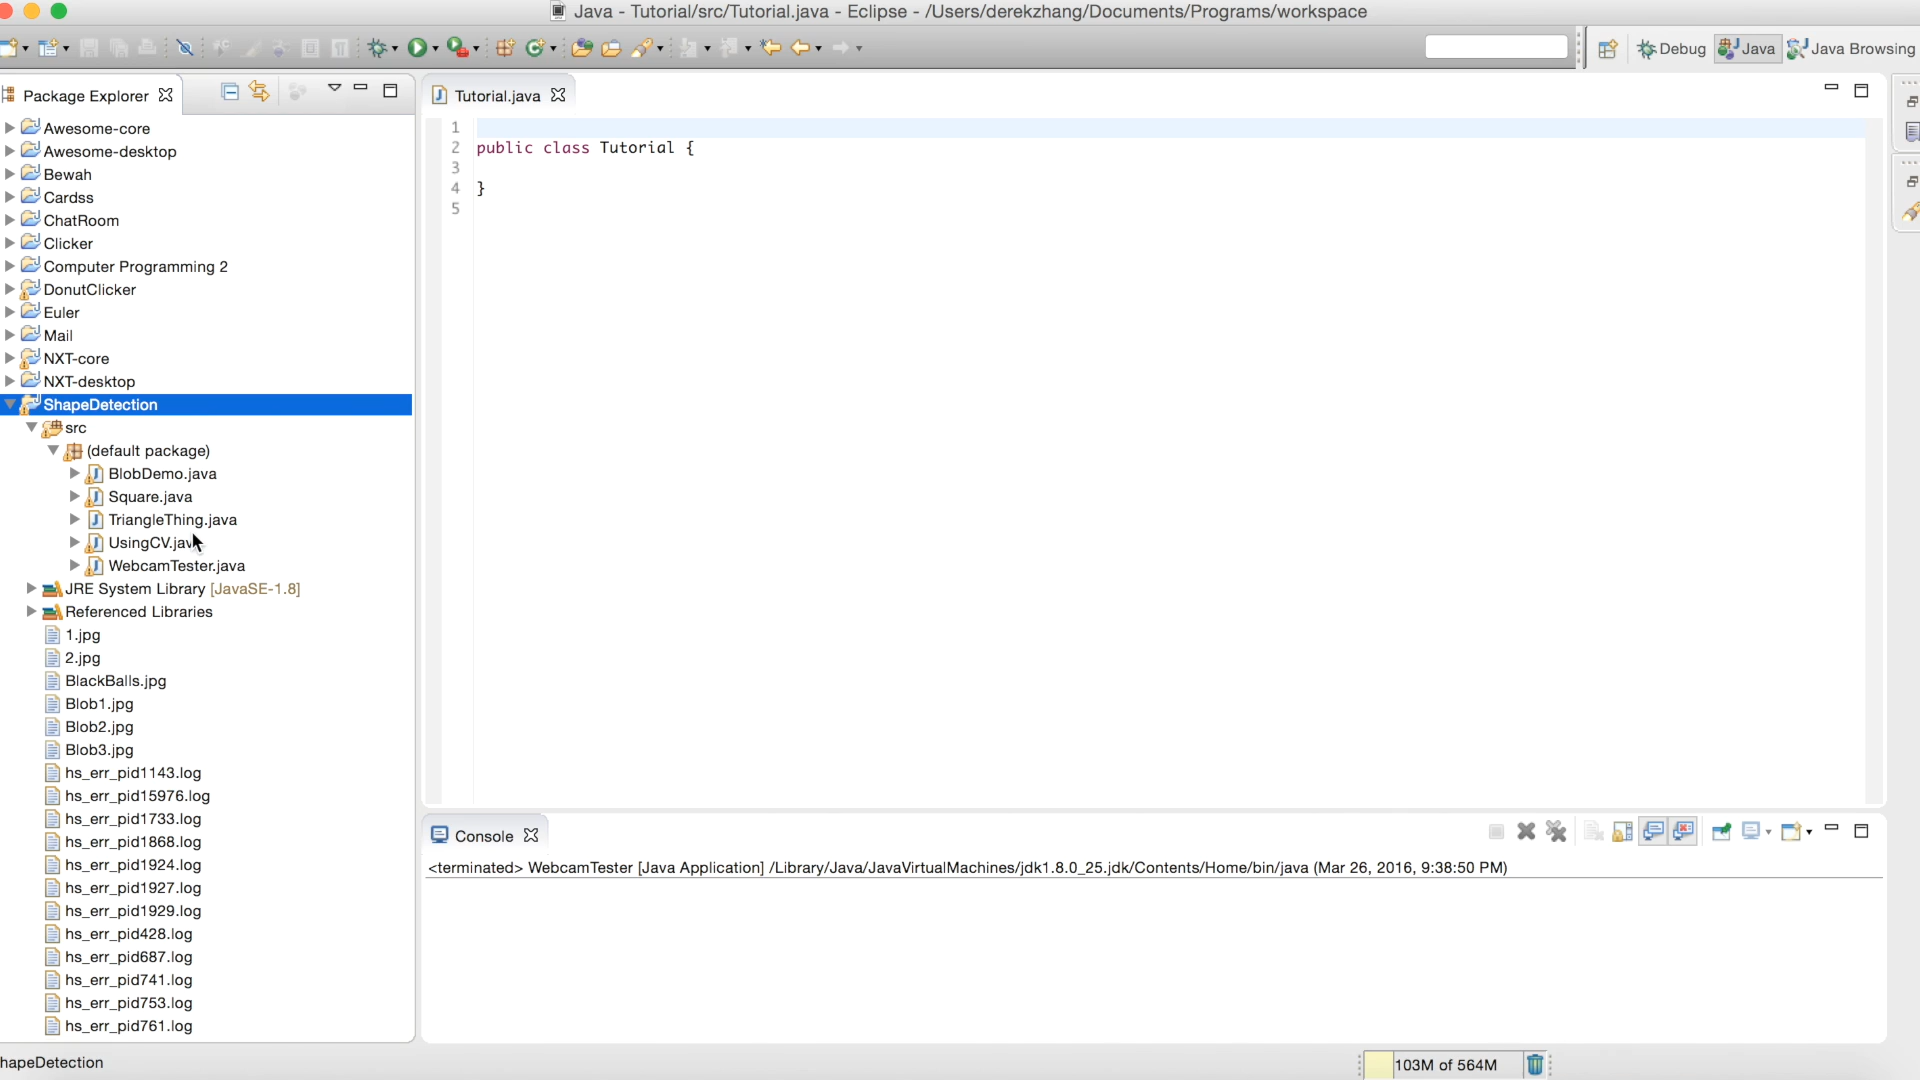 Java - Tutorial/src/Tutorial.java - Eclipse - /Users/derekzhang/Documents/Programs/workspace
Debug
Java
Java Browsing
Package Explorer
Awesome-core
Awesome-desktop
Bewah
Cardss
ChatRoom
Clicker
Computer Programming 2
DonutClicker
Euler
Mail
NXT-core
NXT-desktop
ShapeDetection
src
(default package)
BlobDemo.java
Square.java
TriangleThing.java
UsingCV.jav
WebcamTester.java
JRE System Library [JavaSE-1.8]
Referenced Libraries
1.jpg
2.jpg
BlackBalls.jpg
Blob1.jpg
Blob2.jpg
Blob3.jpg
hs_err_pid1143.log
hs_err_pid15976.log
hs_err_pid1733.log
hs_err_pid1868.log
hs_err_pid1924.log
hs_err_pid1927.log
hs_err_pid1929.log
hs_err_pid428.log
hs_err_pid687.log
hs_err_pid741.log
hs_err_pid753.log
hs_err_pid761.log
Tutorial.java
1
2 public class Tutorial {
3
4 }
5
Console
<terminated> WebcamTester [Java Application] /Library/Java/JavaVirtualMachines/jdk1.8.0_25.jdk/Contents/Home/bin/java (Mar 26, 2016, 9:38:50 PM)
hapeDetection
103M of 564M